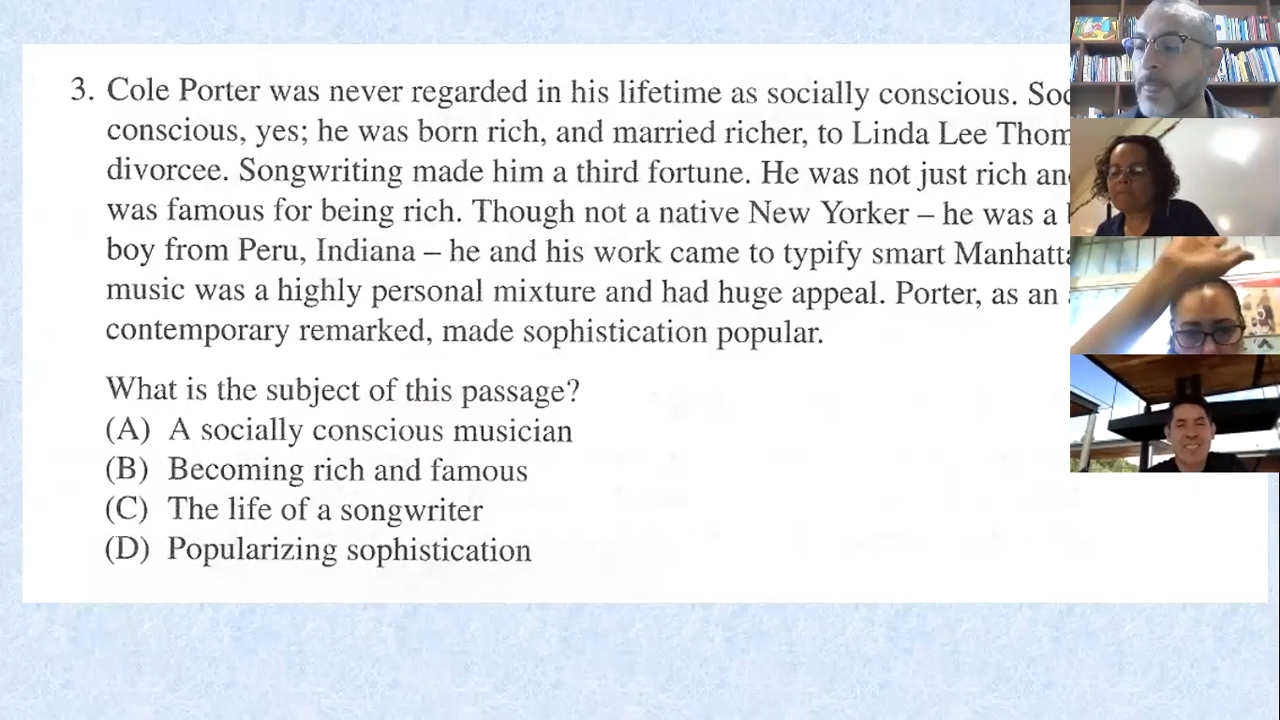 3. Cole Porter was never regarded in his lifetime as socially conscious.
conscious, yes; he was born rich, and married richer, to Linda Lee
divorcee. Songwriting made him a third fortune. He was not just rich
was famous for being rich. Though not a native New Yorker – he was a
boy from Peru, Indiana – he and his work came to typify smart
music was a highly personal mixture and had huge appeal. Porter, as an
contemporary remarked, made sophistication popular.
What is the subject of this passage?
(A) A socially conscious musician
(B) Becoming rich and famous
(C) The life of a songwriter
(D) Popularizing sophistication